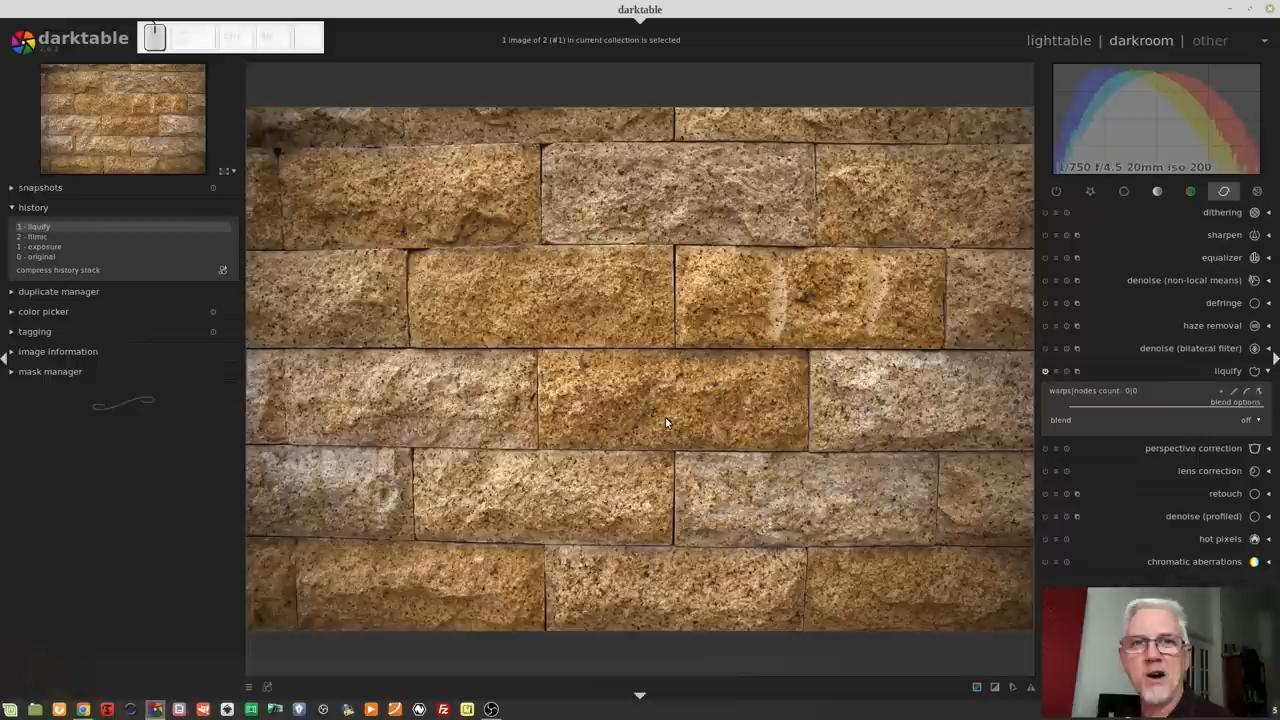 darktable
darktable
1 image of 2 (#1) in current collection is selected
lighttable | darkroom | other
1/750 f/4.5 20mm iso 200
snapshots
history
3 - liquify
2 - filmic
1 - exposure
0 - original
compress history stack
duplicate manager
color picker
tagging
image information
mask manager
dithering
sharpen
equalizer
denoise (non-local means)
defringe
haze removal
denoise (bilateral filter)
liquify
warps|nodes count: 0|0
blend options
blend off
perspective correction
lens correction
retouch
denoise (profiled)
hot pixels
chromatic aberrations